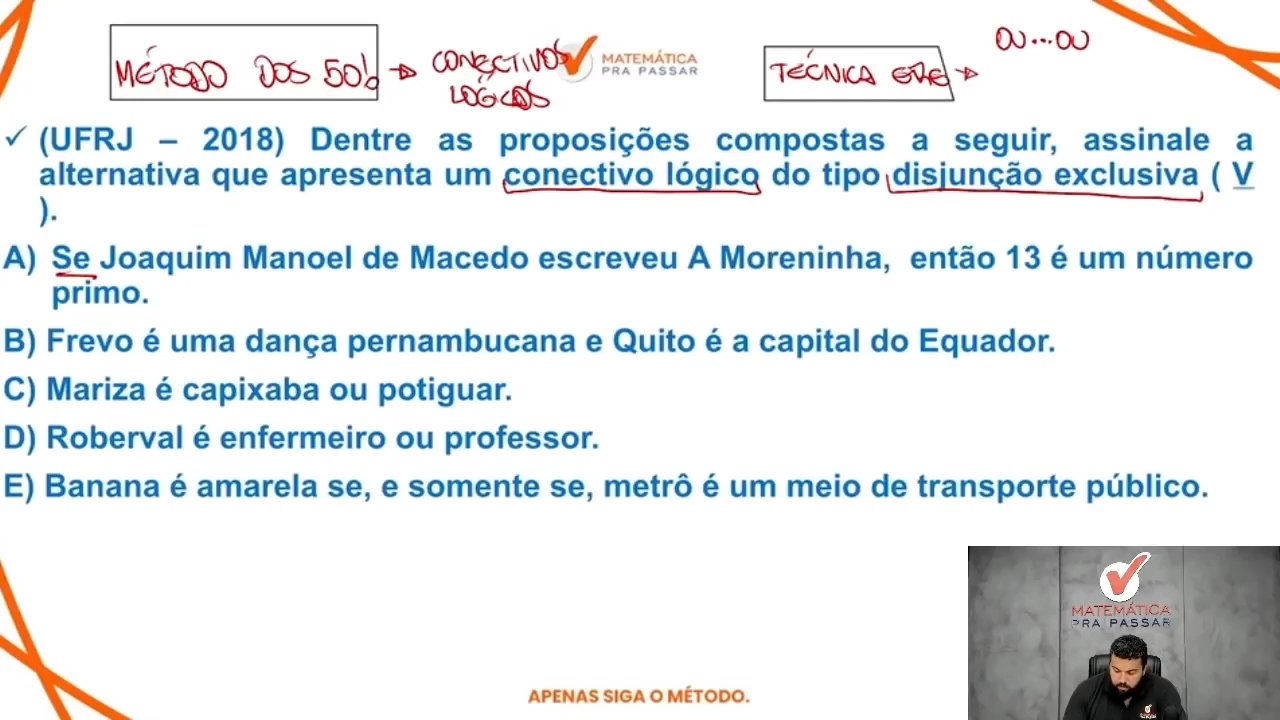 MÉTODO DOS 50%
CONECTIVOS
LÓGICOS
MATEMÁTICA
PRA PASSAR
TÉCNICA
OU...OU
✓ (UFRJ – 2018) Dentre as proposições compostas a seguir, assinale a
alternativa que apresenta um conectivo lógico do tipo disjunção exclusiva ( V
).
A) Se Joaquim Manoel de Macedo escreveu A Moreninha, então 13 é um número
primo.
B) Frevo é uma dança pernambucana e Quito é a capital do Equador.
C) Mariza é capixaba ou potiguar.
D) Roberval é enfermeiro ou professor.
E) Banana é amarela se, e somente se, metrô é um meio de transporte público.
MATEMÁTICA
PRA PASSAR
APENAS SIGA O MÉTODO.